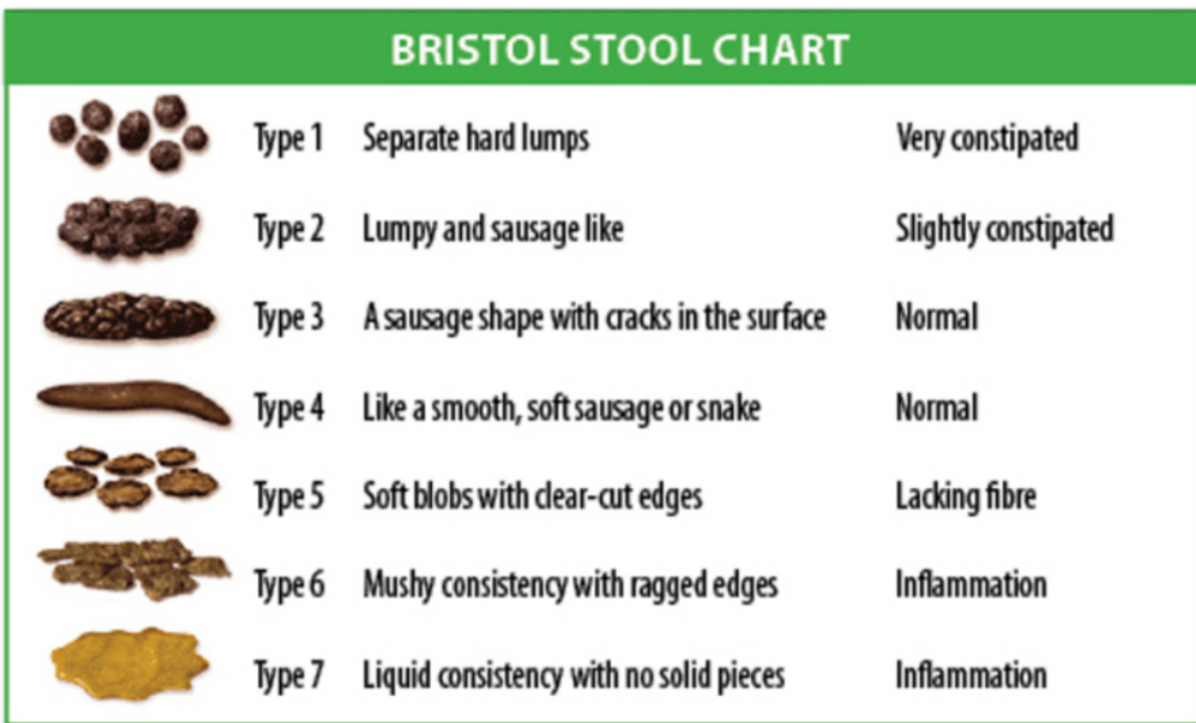 BRISTOL STOOL CHART
Type 1 Separate hard lumps Very constipated
Type 2 Lumpy and sausage like Slightly constipated
Type 3 A sausage shape with cracks in the surface Normal
Type 4 Like a smooth, soft sausage or snake Normal
Type 5 Soft blobs with clear-cut edges Lacking fibre
Type 6 Mushy consistency with ragged edges Inflammation
Type 7 Liquid consistency with no solid pieces Inflammation